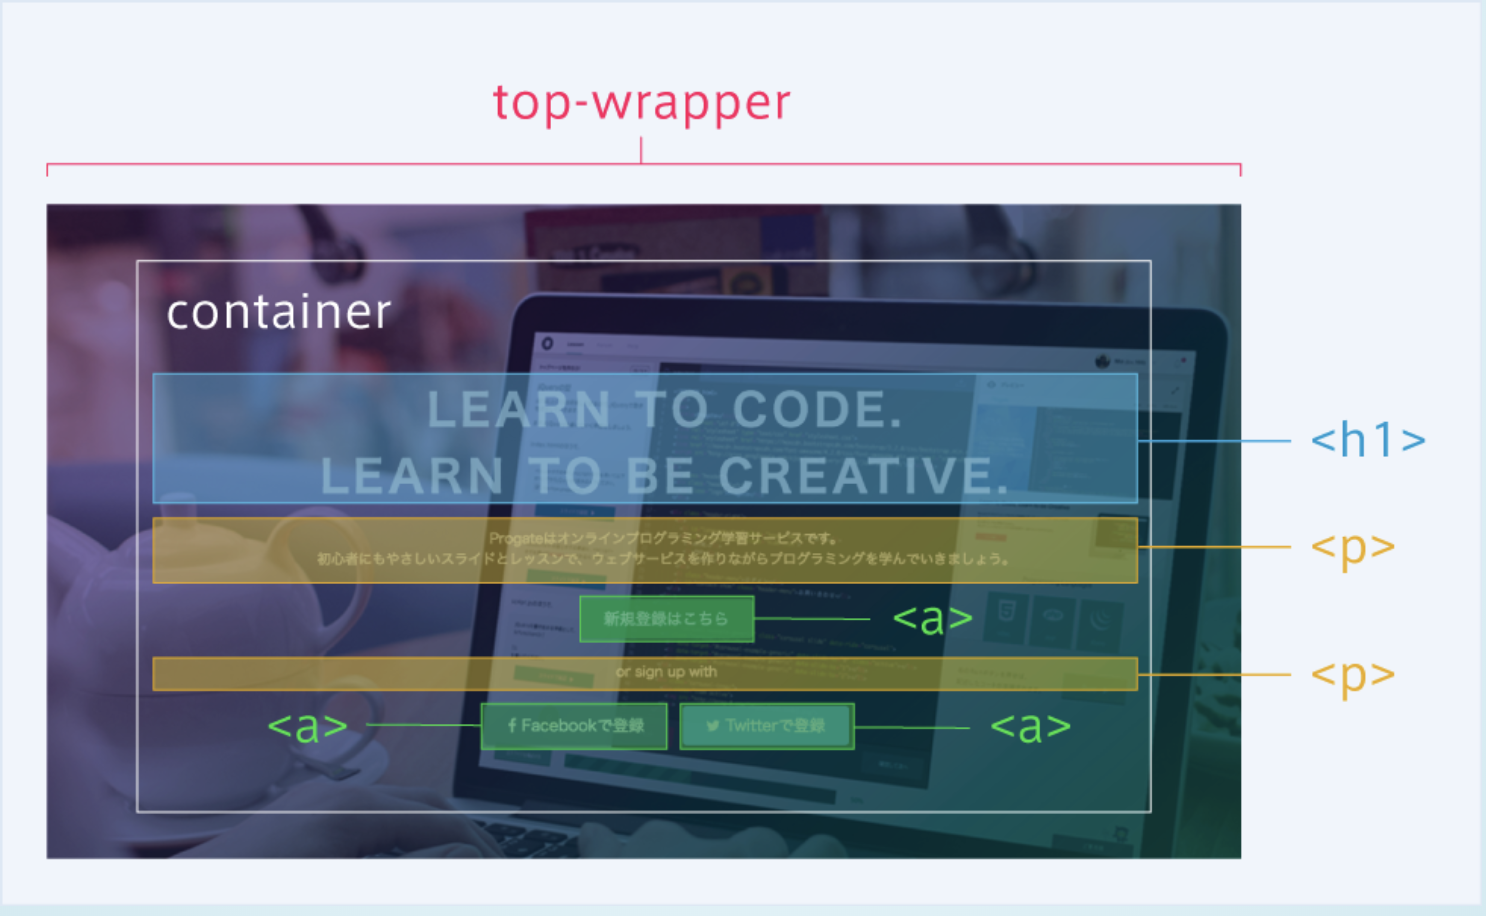 top-wrapper
container
LEARN TO CODE.
LEARN TO BE CREATIVE.
<h1>
Progateはオンラインプログラミング学習サービスです。
初心者にもやさしいスライドとレッスンで、ウェブサービスを作りながらプログラミングを学んでいきましょう。
<p>
新規登録はこちら
<a>
or sign up with
<p>
<a>
Facebookで登録
Twitterで登録
<a>